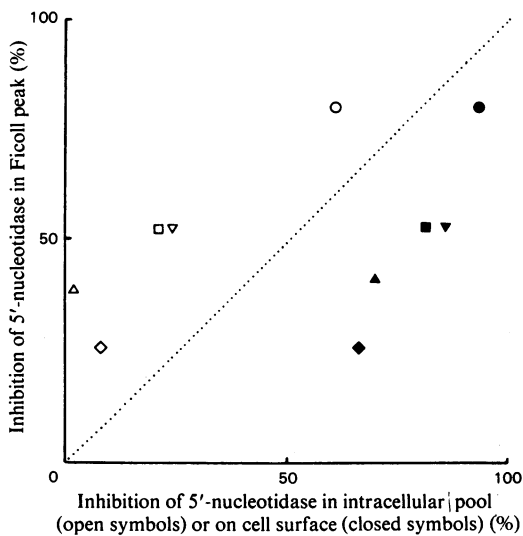 100
50
0
50
100
Inhibition of 5′-nucleotidase in Ficoll peak (%)
Inhibition of 5′-nucleotidase in intracellular pool
(open symbols) or on cell surface (closed symbols) (%)